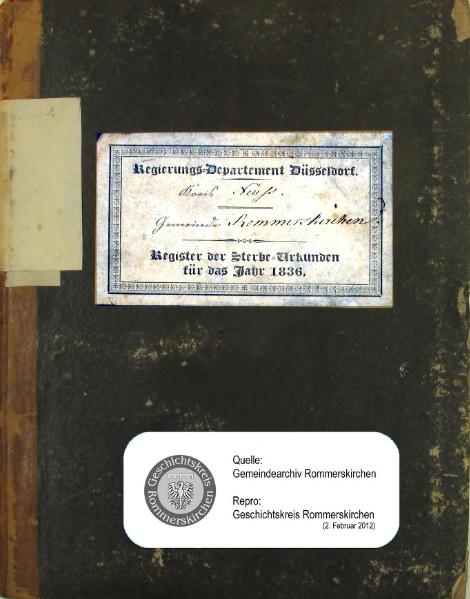 Regierungs-Departement Düsseldorf.
Kreis Neuß.
Gemeinde Rommerskirchen.
Register der Sterbe-Urkunden
für das Jahr 1836.
Geschichtskreis
Rommerskirchen
Quelle:
Gemeindearchiv Rommerskirchen
Repro:
Geschichtskreis Rommerskirchen
(2. Februar 2012)